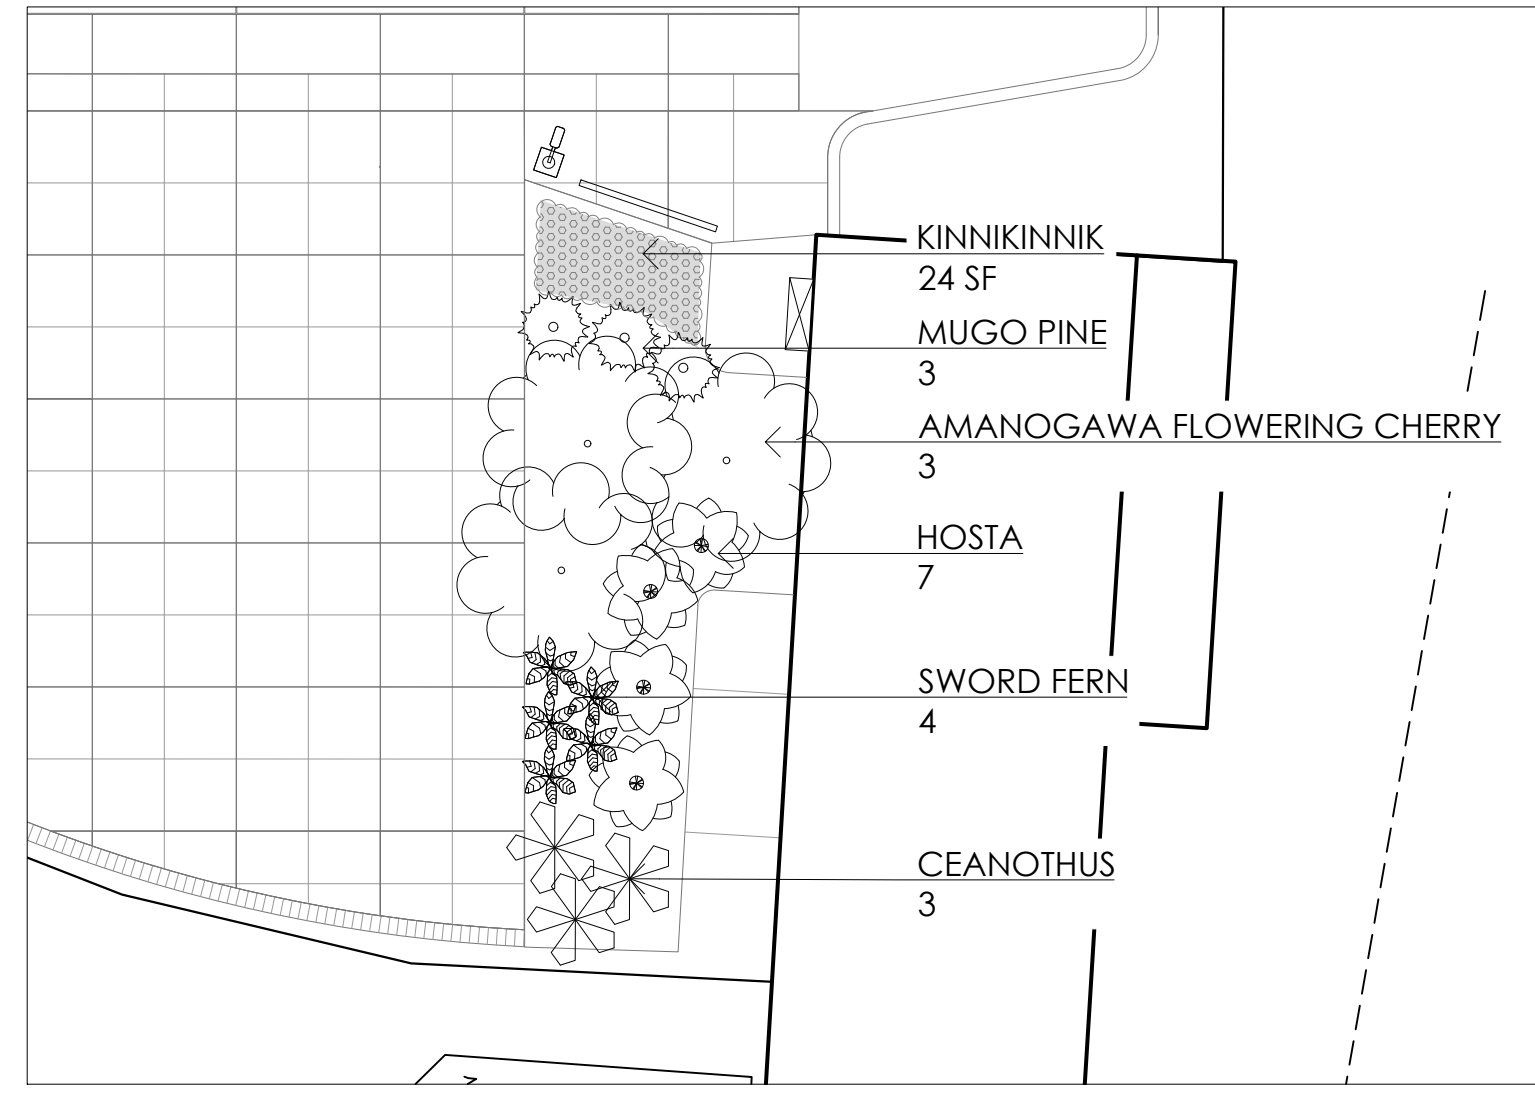 KINNIKINNIK
24 SF
MUGO PINE
3
AMANOGAWA FLOWERING CHERRY
3
HOSTA
7
SWORD FERN
4
CEANOTHUS
3